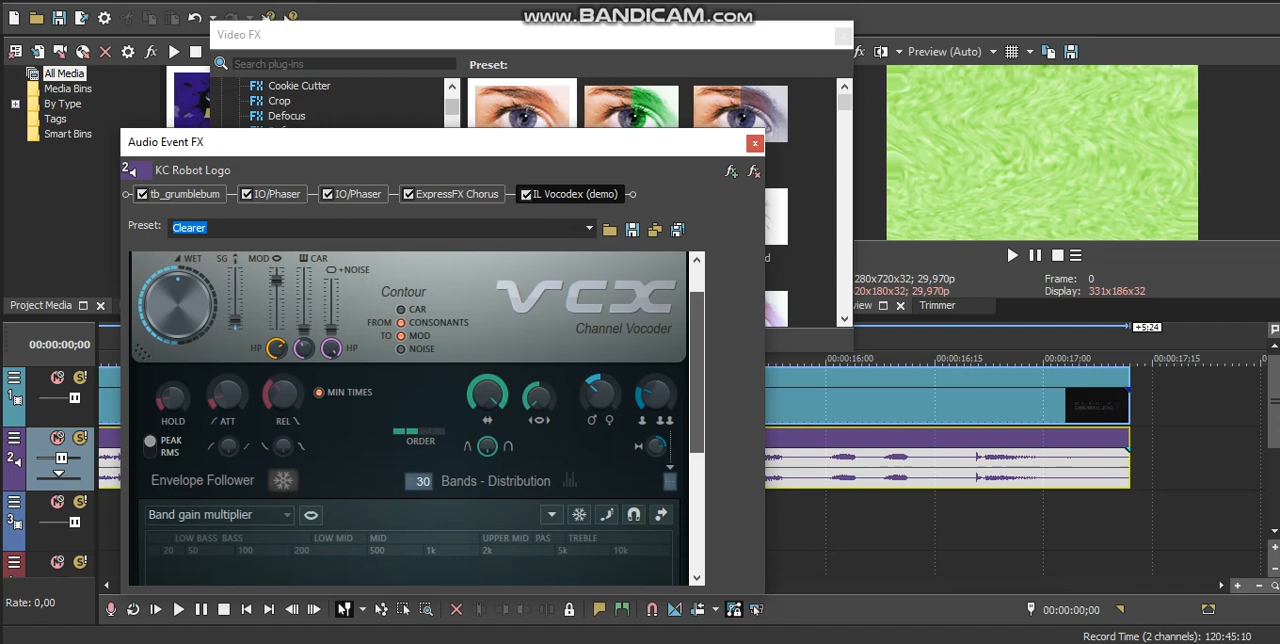 www.BANDICAM.com
Video FX
Search plug-ins
Preset:
Preview (Auto)
All Media
Media Bins
By Type
Tags
Smart Bins
Cookie Cutter
Crop
Defocus
Audio Event FX
KC Robot Logo
tb_grumblebum
IO/Phaser
IO/Phaser
ExpressFX Chorus
IL Vocodex (demo)
Preset:
Clearer
WET SG MOD CAR
+NOISE
Contour
CAR
FROM CONSONANTS
TO MOD
NOISE
HP HP
VCX
Channel Vocoder
HOLD
ATT
REL
MIN TIMES
PEAK
RMS
ORDER
Envelope Follower
30 Bands - Distribution
Band gain multiplier
LOW BASS BASS LOW MID MID UPPER MID PAS TREBLE
20 50 100 200 500 1k 2k 5k 10k
280x720x32; 29,970p
20x180x32; 29,970p
Frame: 0
Display: 331x186x32
Project Media
view
Trimmer
+5:24
00:00:00;00
00:00:16:00
00:00:16:15
00:00:17:00
00:00:17:15
1
2
3
Rate: 0,00
00:00:00;00
Record Time (2 channels): 120:45:10